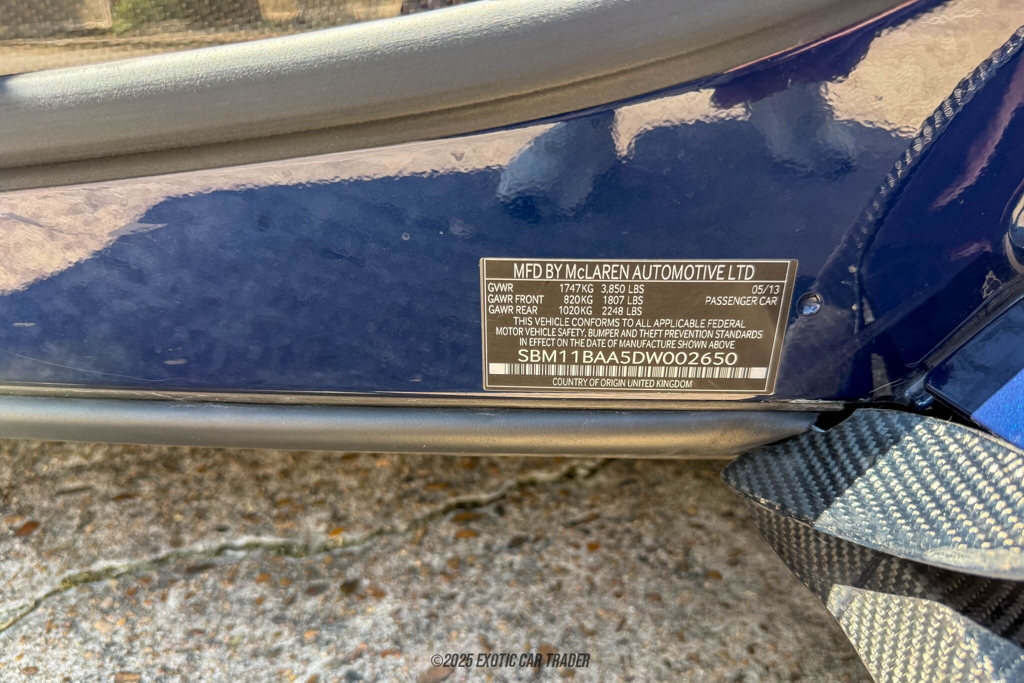 MFD BY McLAREN AUTOMOTIVE LTD
GVWR 1747KG 3,850 LBS 05/13
GAWR FRONT 820KG 1807 LBS PASSENGER CAR
GAWR REAR 1020KG 2248 LBS
THIS VEHICLE CONFORMS TO ALL APPLICABLE FEDERAL
MOTOR VEHICLE SAFETY, BUMPER AND THEFT PREVENTION STANDARDS
IN EFFECT ON THE DATE OF MANUFACTURE SHOWN ABOVE
SBM11BAA5DW002650
COUNTRY OF ORIGIN UNITED KINGDOM
©2025 EXOTIC CAR TRADER